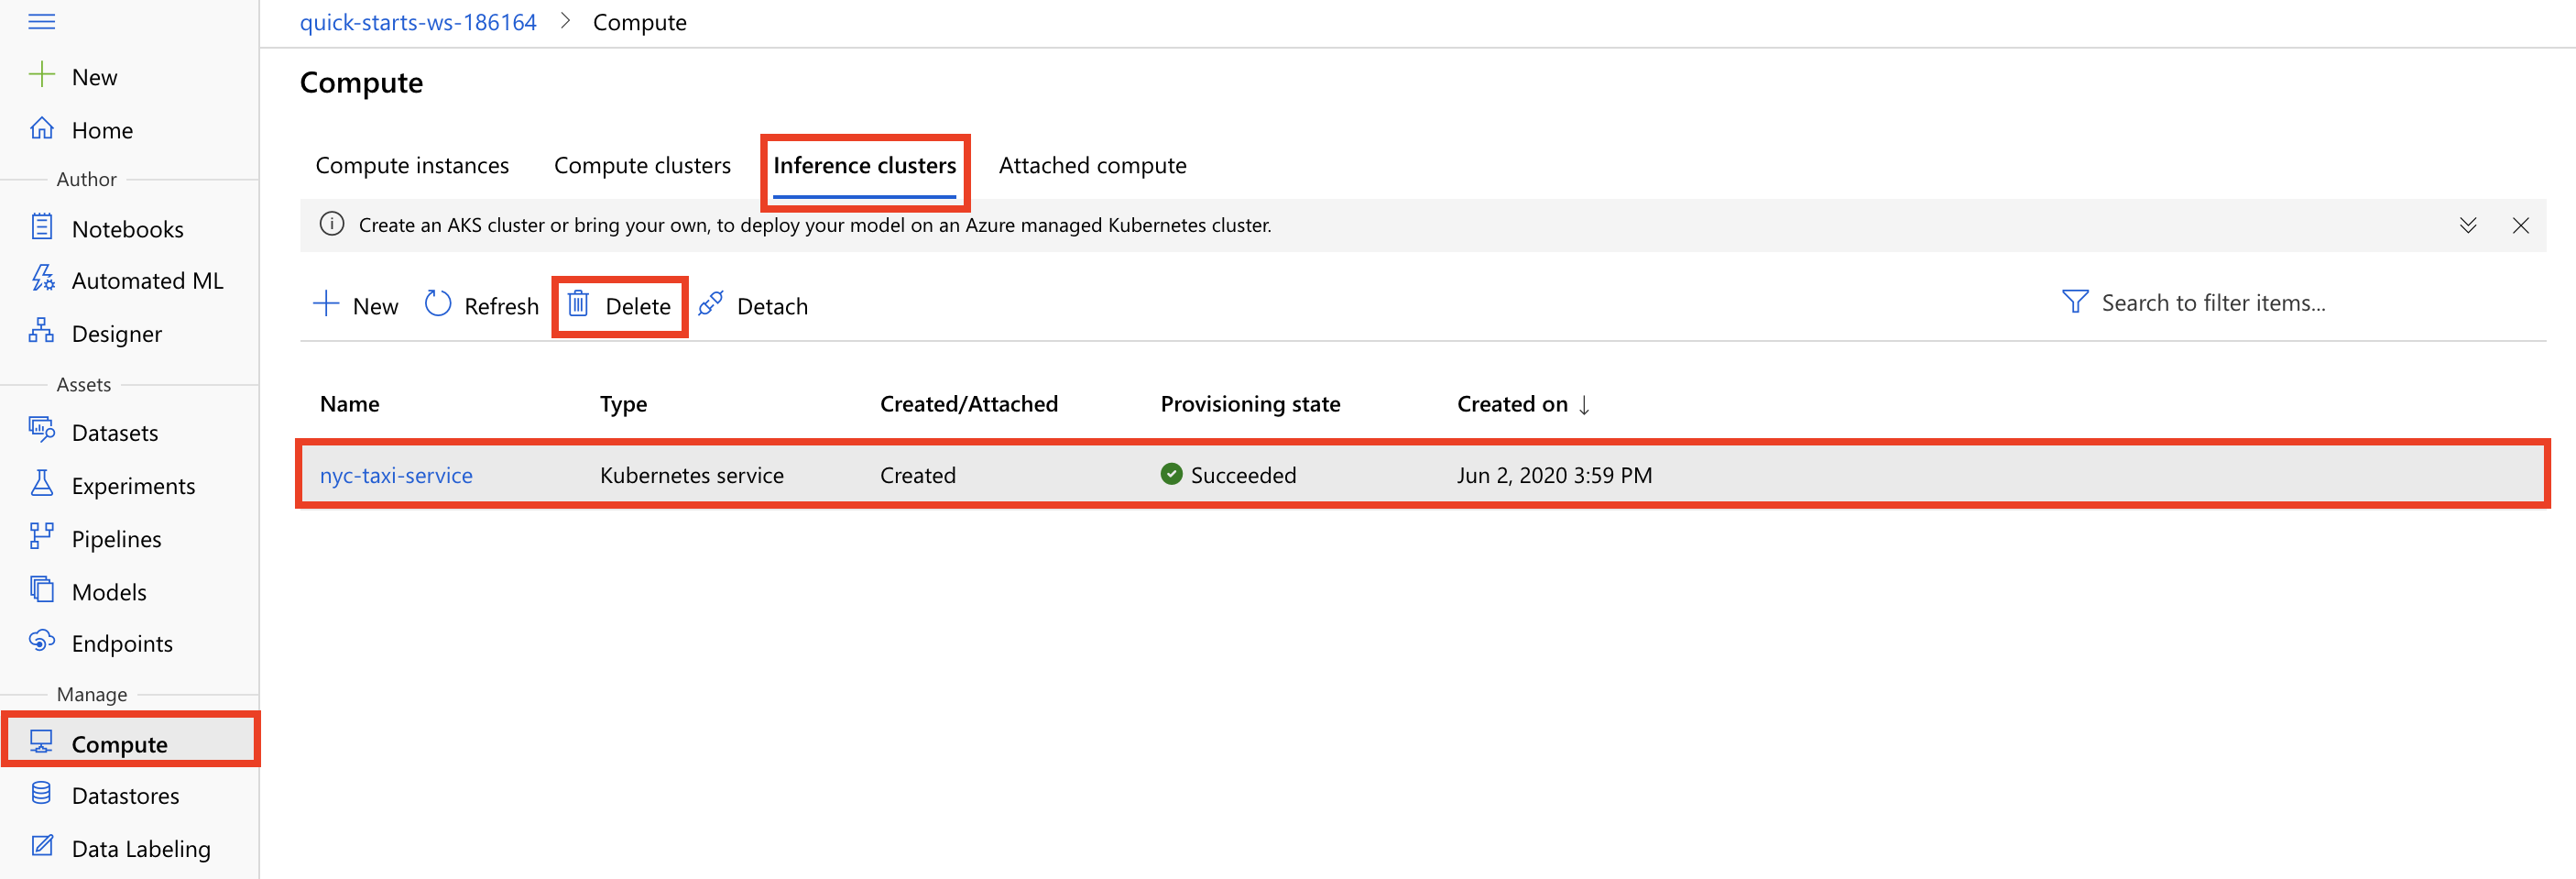 quick-starts-ws-186164 > Compute
New
Home
Author
Notebooks
Automated ML
Designer
Assets
Datasets
Experiments
Pipelines
Models
Endpoints
Manage
Compute
Datastores
Data Labeling
Compute
Compute instances Compute clusters Inference clusters Attached compute
Create an AKS cluster or bring your own, to deploy your model on an Azure managed Kubernetes cluster.
New Refresh Delete Detach Search to filter items...
Name Type Created/Attached Provisioning state Created on ↓
nyc-taxi-service Kubernetes service Created Succeeded Jun 2, 2020 3:59 PM